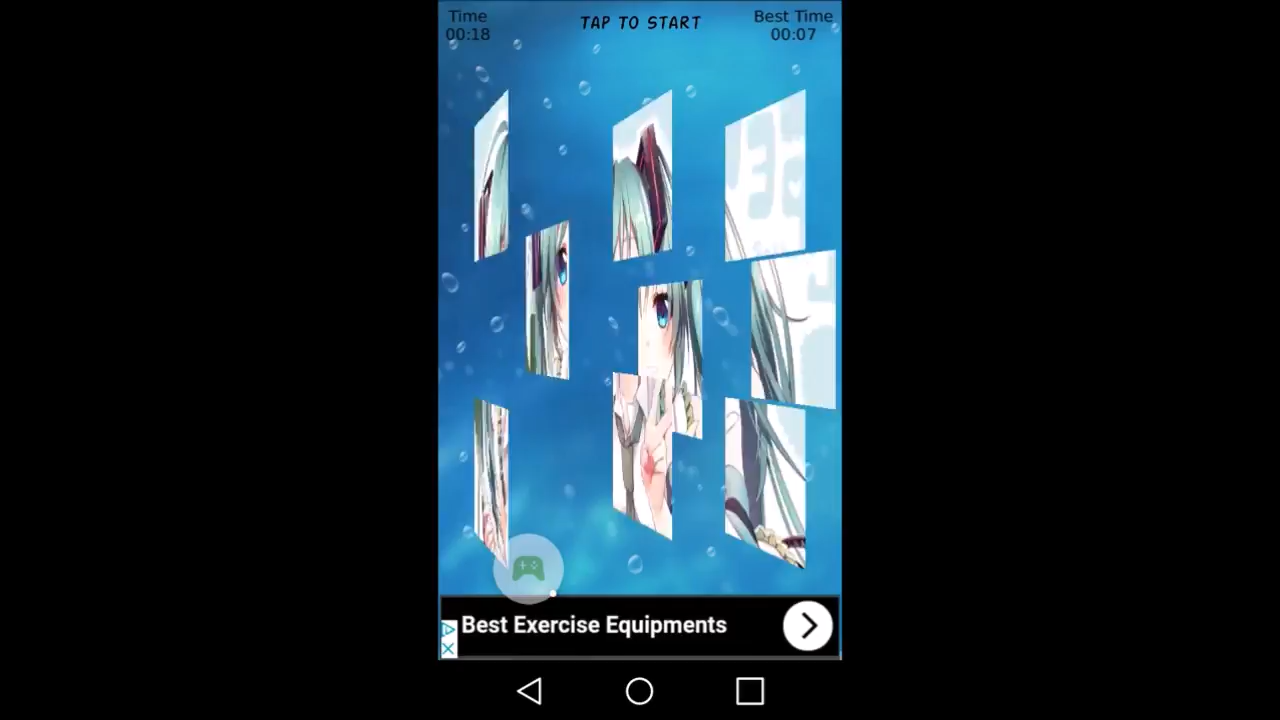 Time
00:18
TAP TO START
Best Time
00:07
Best Exercise Equipments